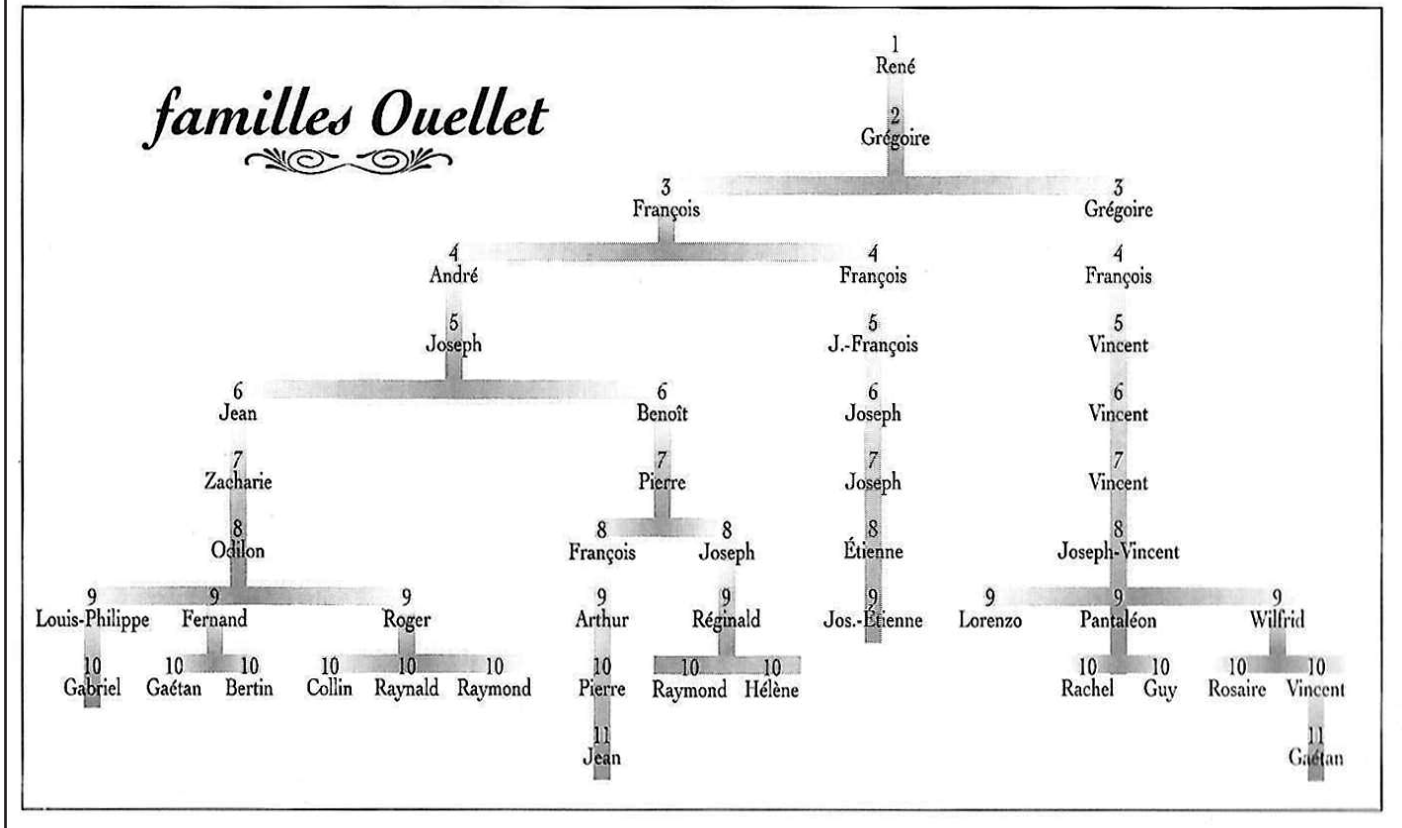 1
René
familles Ouellet
2
Grégoire
3 3
François Grégoire
4 4 4
André François François
5 5 5
Joseph J.-François Vincent
6 6 6 6
Jean Benoît Joseph Vincent
7 7 7 7
Zacharie Pierre Joseph Vincent
8 8 8 8 8
Odilon François Joseph Étienne Joseph-Vincent
9 9 9 9 9 9 9 9 9
Louis-Philippe Fernand Roger Arthur Réginald Jos.-Étienne Lorenzo Pantaléon Wilfrid
10 10 10 10 10 10 10 10 10 10 10 10 10
Gabriel Gaétan Bertin Collin Raynald Raymond Pierre Raymond Hélène Rachel Guy Rosaire Vincent
11 11
Jean Gaétan